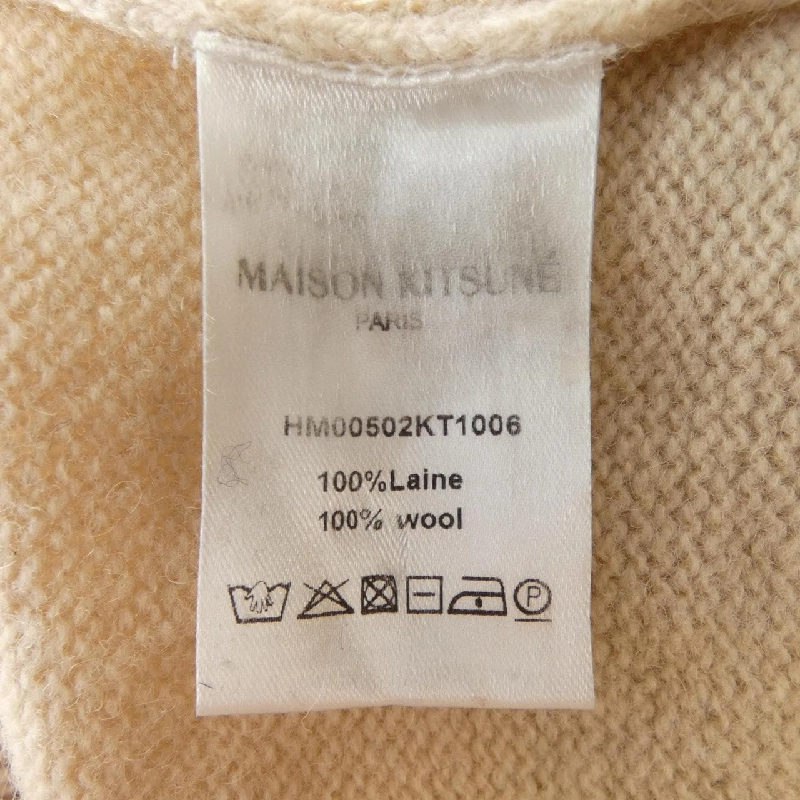 MAISON KITSUNÉ
PARIS
HM00502KT1006
100%Laine
100% wool
P